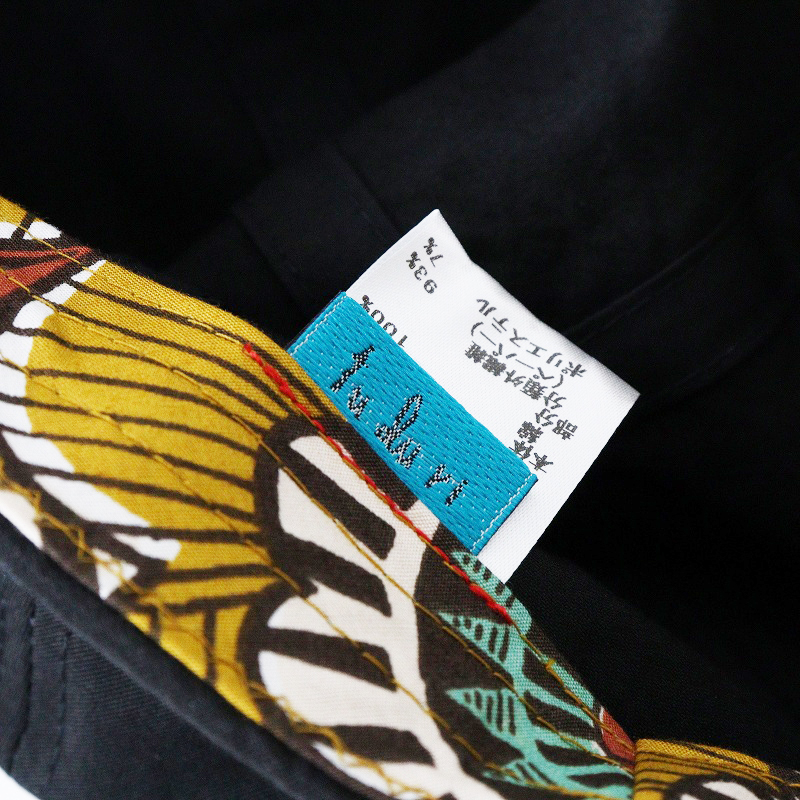 本体
綿 100%
部分
分類外繊維 93%
(ペーパー)
ポリエステル 7%